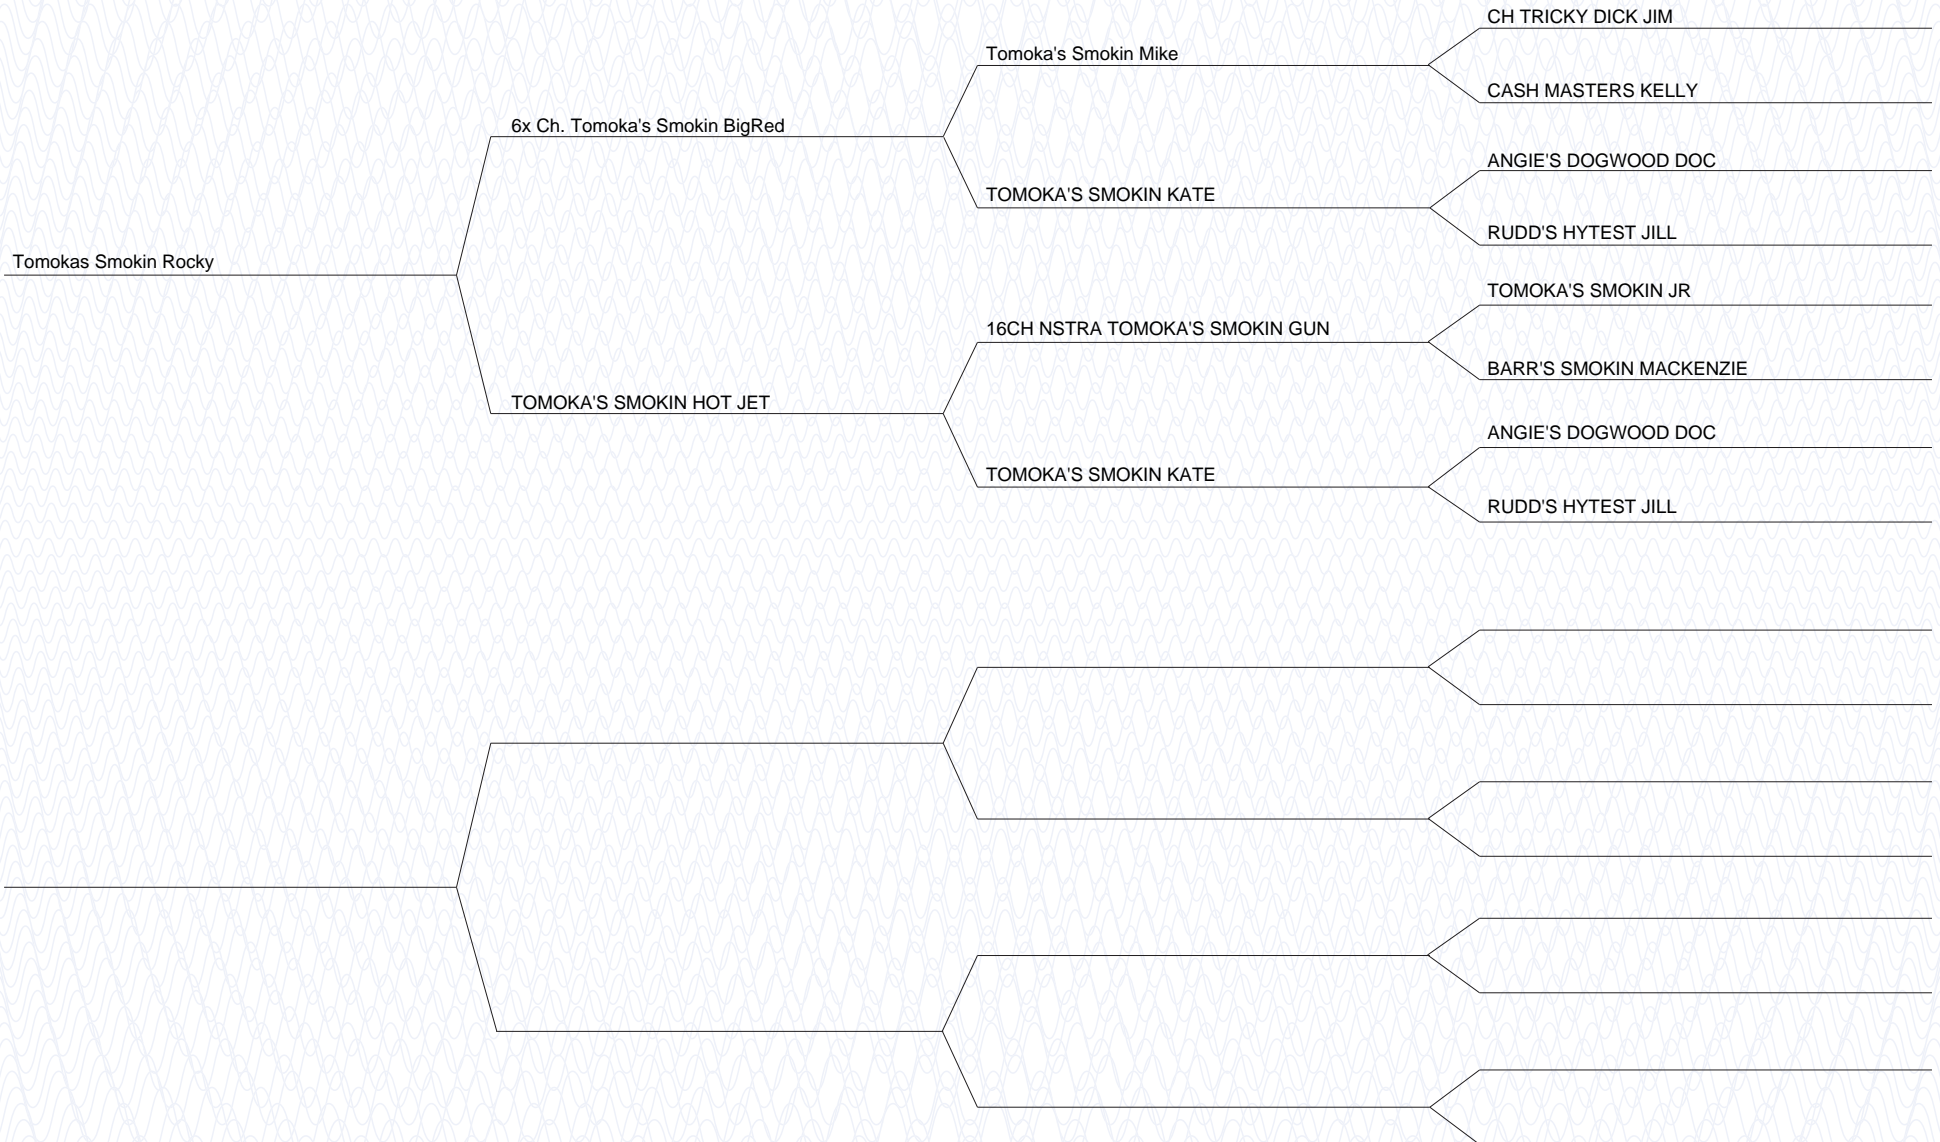 CH TRICKY DICK JIM
Tomoka's Smokin Mike
CASH MASTERS KELLY
6x Ch. Tomoka's Smokin BigRed
ANGIE'S DOGWOOD DOC
TOMOKA'S SMOKIN KATE
RUDD'S HYTEST JILL
Tomokas Smokin Rocky
TOMOKA'S SMOKIN JR
16CH NSTRA TOMOKA'S SMOKIN GUN
BARR'S SMOKIN MACKENZIE
TOMOKA'S SMOKIN HOT JET
ANGIE'S DOGWOOD DOC
TOMOKA'S SMOKIN KATE
RUDD'S HYTEST JILL